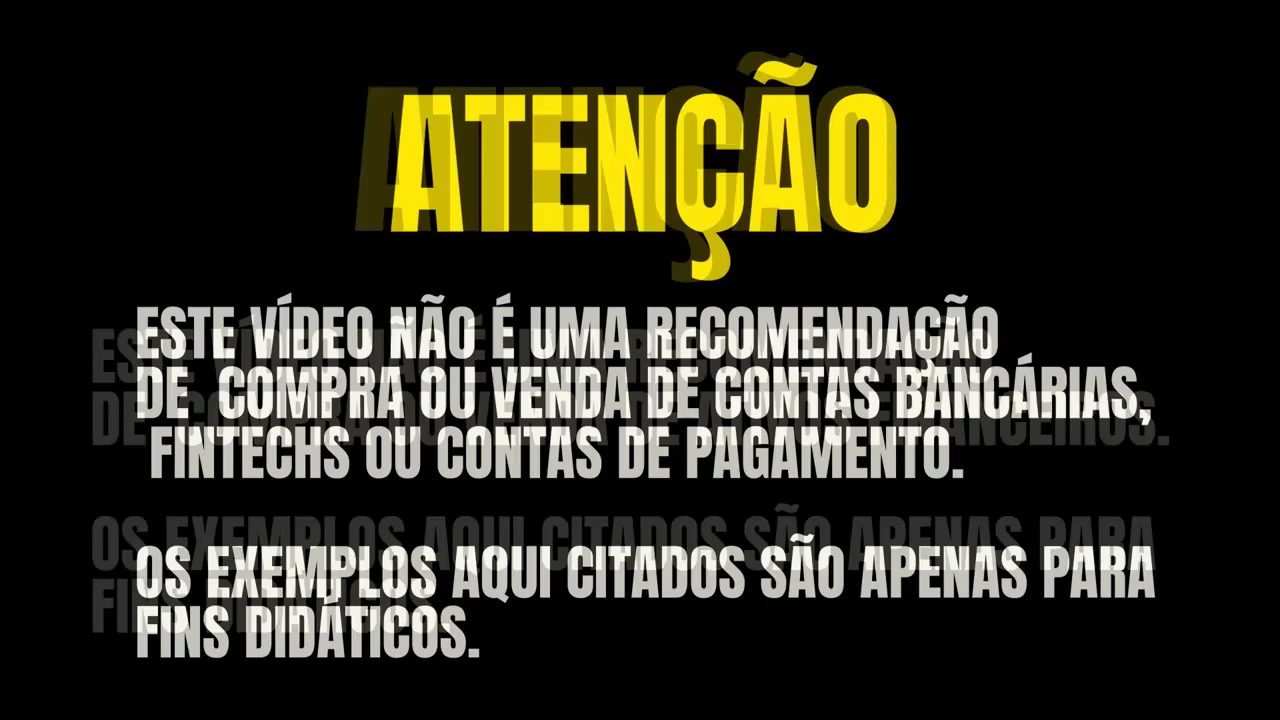 ATENÇÃO
ESTE VÍDEO NÃO É UMA RECOMENDAÇÃO
DE COMPRA OU VENDA DE CONTAS BANCÁRIAS,
FINTECHS OU CONTAS DE PAGAMENTO.
OS EXEMPLOS AQUI CITADOS SÃO APENAS PARA
FINS DIDÁTICOS.